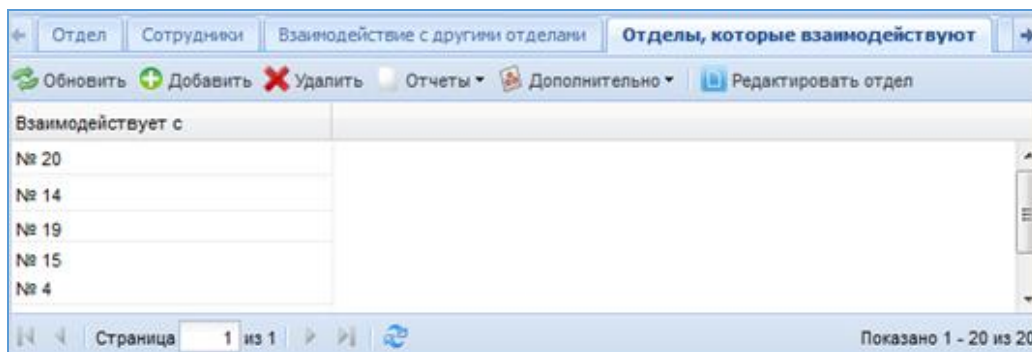 Отдел Сотрудники Взаимодействие с другими отделами Отделы, которые взаимодействуют
Обновить Добавить Удалить Отчеты Дополнительно Редактировать отдел
Взаимодействует с
№ 20
№ 14
№ 19
№ 15
№ 4
Страница 1 из 1 Показано 1 - 20 из 20